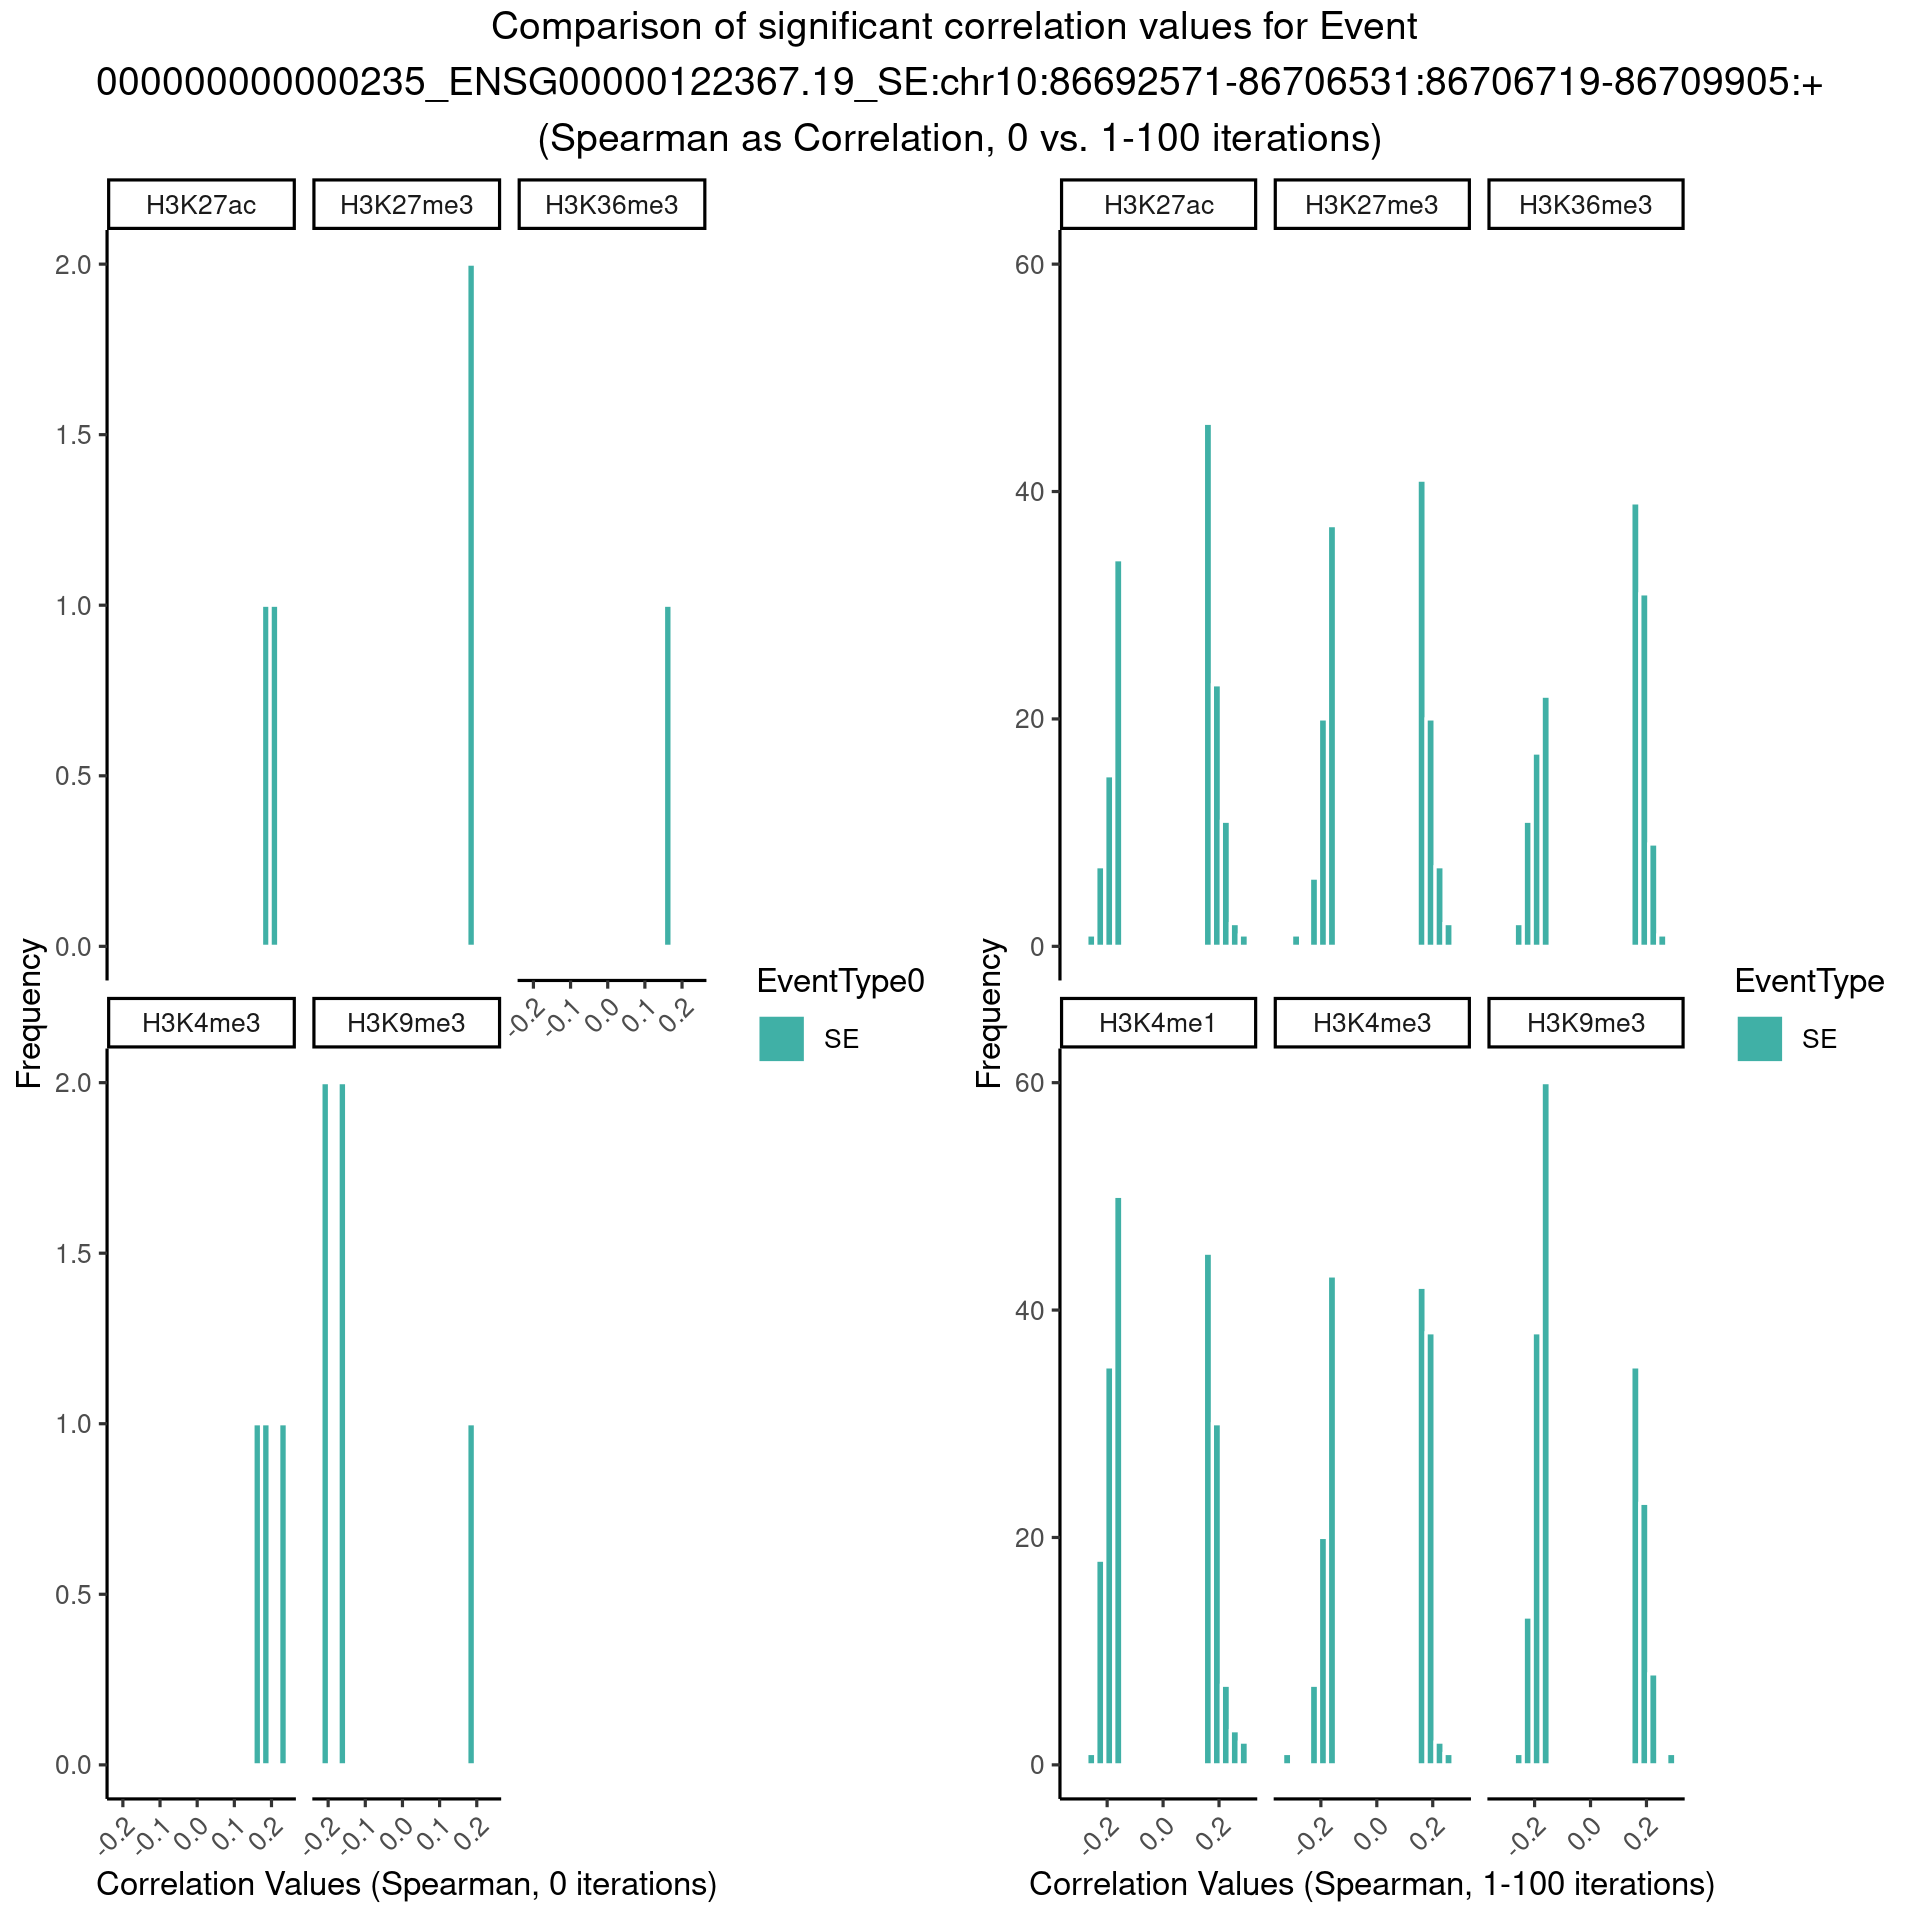 Comparison of significant correlation values for Event
000000000000235_ENSG00000122367.19_SE:chr10:86692571-86706531:86706719-86709905:+
(Spearman as Correlation, 0 vs. 1-100 iterations)
H3K27ac H3K27me3 H3K36me3
2.0
1.5
1.0
0.5
0.0
-0.2 -0.1 0.0 0.1 0.2
H3K4me3 H3K9me3
2.0
1.5
1.0
0.5
0.0
-0.2 -0.1 0.0 0.1 0.2 -0.2 -0.1 0.0 0.1 0.2
Frequency
Correlation Values (Spearman, 0 iterations)
EventType0
SE
H3K27ac H3K27me3 H3K36me3
60
40
20
0
H3K4me1 H3K4me3 H3K9me3
60
40
20
0
-0.2 0.0 0.2 -0.2 0.0 0.2 -0.2 0.0 0.2
Frequency
Correlation Values (Spearman, 1-100 iterations)
EventType
SE